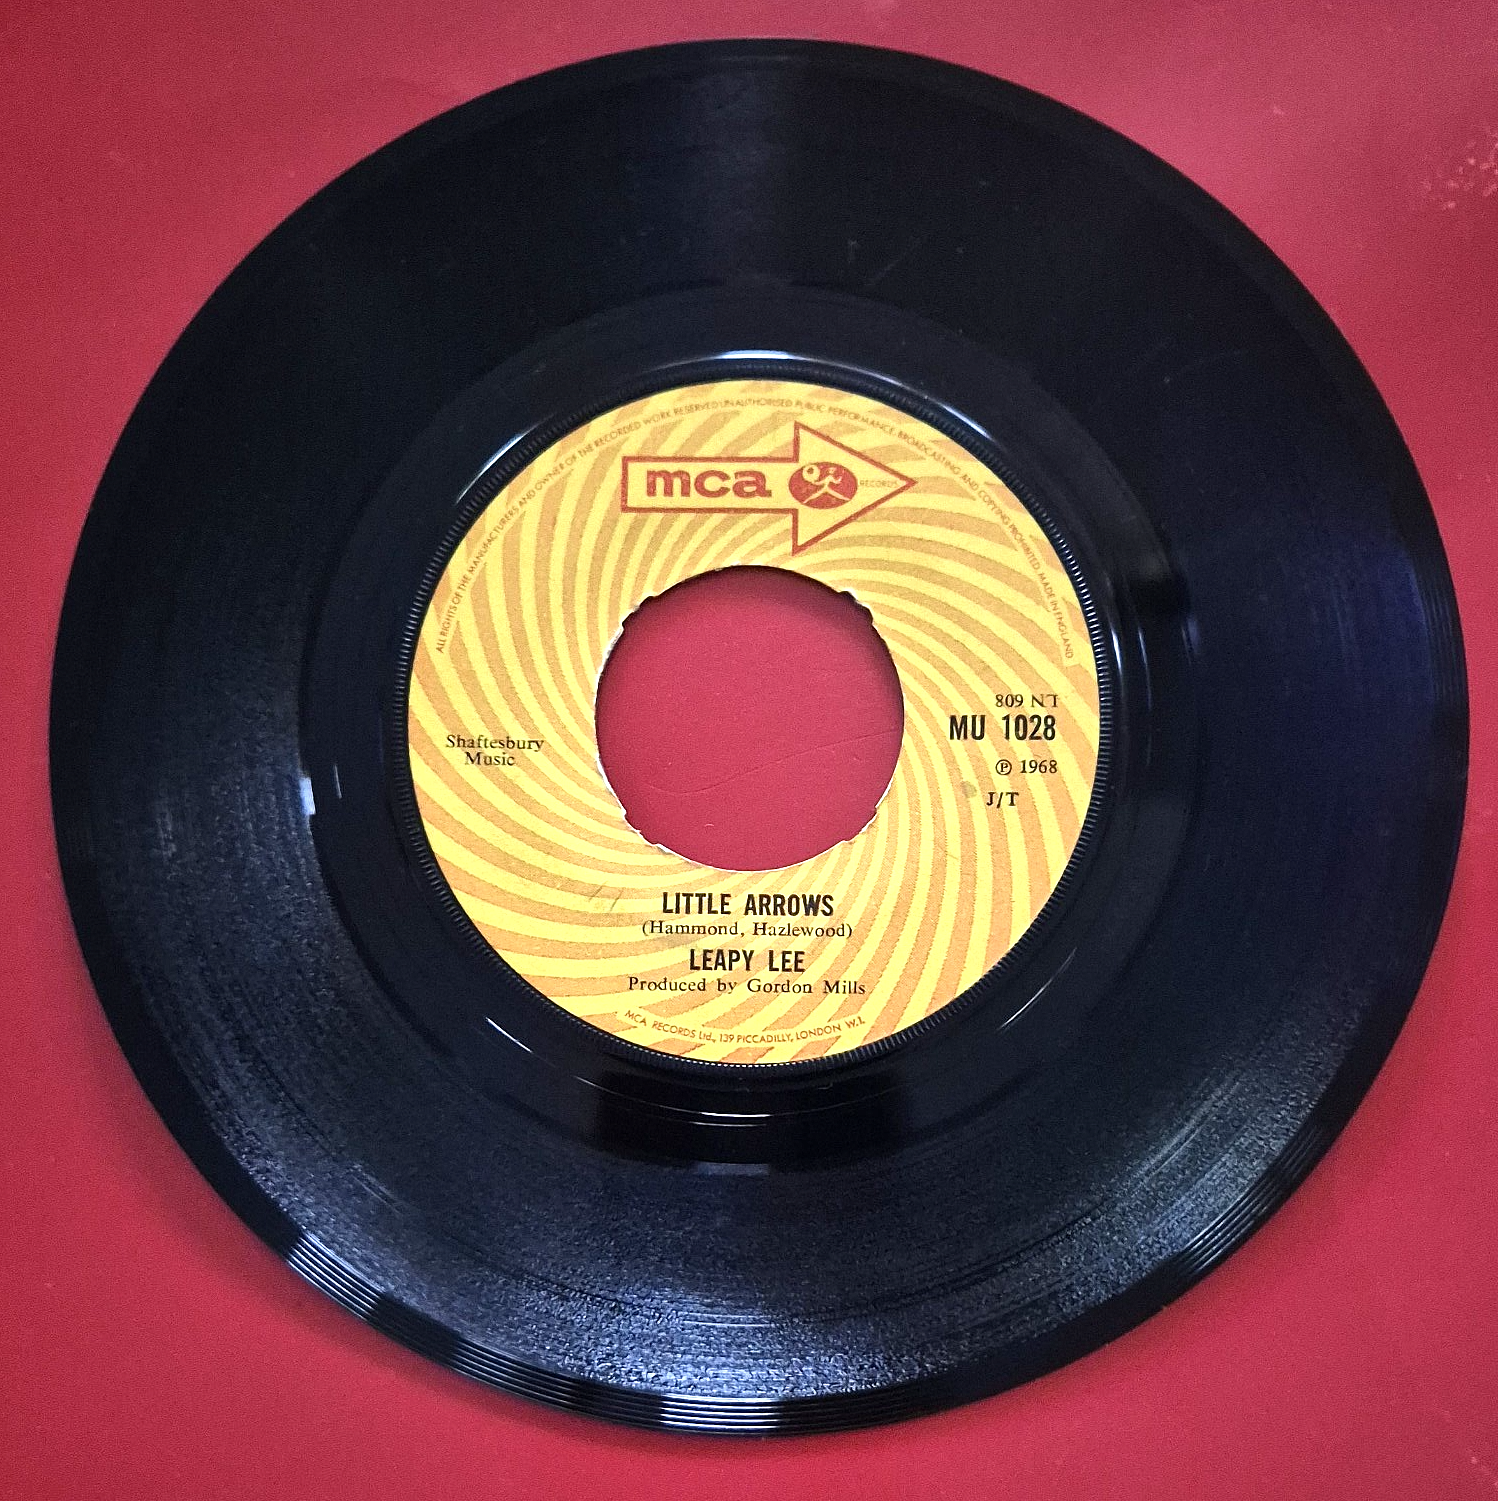 ALL RIGHTS OF THE MANUFACTURERS AND OWNER OF THE RECORDED WORK RESERVED UNAUTHORISED PUBLIC PERFORMANCE, BROADCASTING AND COPYING PROHIBITED, MADE IN ENGLAND
mca RECORDS
809 NT
MU 1028
Ⓟ 1968
J/T
Shaftesbury
Music
LITTLE ARROWS
(Hammond, Hazlewood)
LEAPY LEE
Produced by Gordon Mills
MCA RECORDS Ltd., 139 PICCADILLY, LONDON W.1.